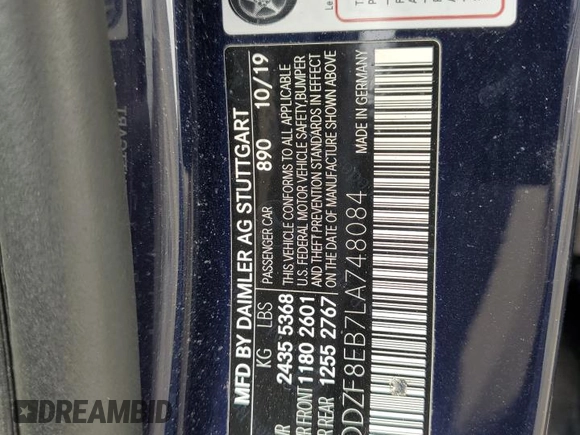 MFD BY DAIMLER AG STUTTGART
KG LBS PASSENGER CAR 890 10/19
2435 5368 THIS VEHICLE CONFORMS TO ALL APPLICABLE
FRONT 1180 2601 U.S. FEDERAL MOTOR VEHICLE SAFETY, BUMPER
AND THEFT PREVENTION STANDARDS IN EFFECT
REAR 1255 2767 ON THE DATE OF MANUFACTURE SHOWN ABOVE
MADE IN GERMANY
DZF8EB7LA748084
DREAMBID